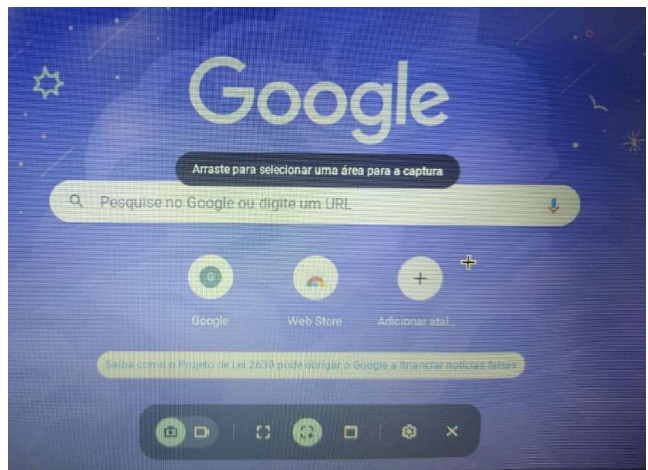 Google
Arraste para selecionar uma área para a captura
Pesquise no Google ou digite um URL
G
Google
Web Store
Adicionar atal...
Saiba como o Projeto de Lei 2630 pode obrigar o Google a financiar notícias falsas